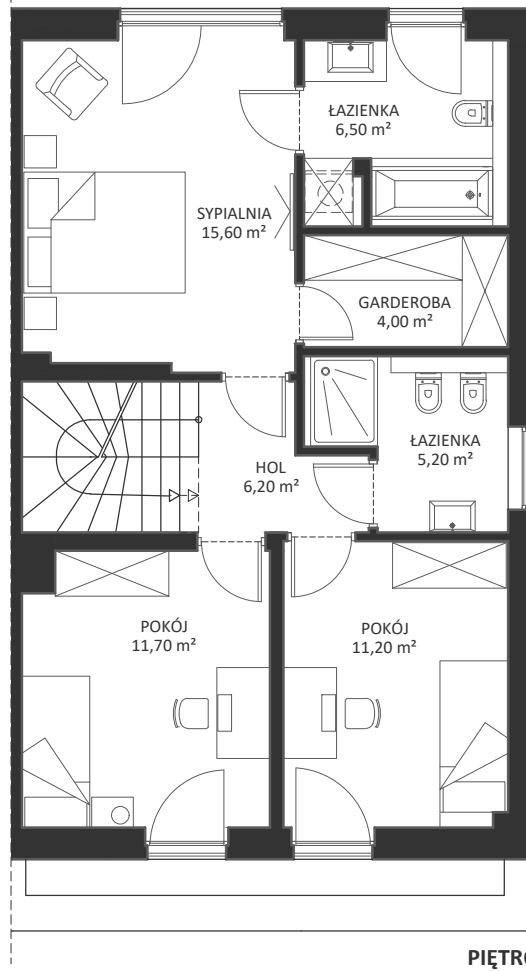 ŁAZIENKA
6,50 m²
SYPIALNIA
15,60 m²
GARDEROBA
4,00 m²
ŁAZIENKA
5,20 m²
HOL
6,20 m²
POKÓJ
11,70 m²
POKÓJ
11,20 m²
PIĘTRO